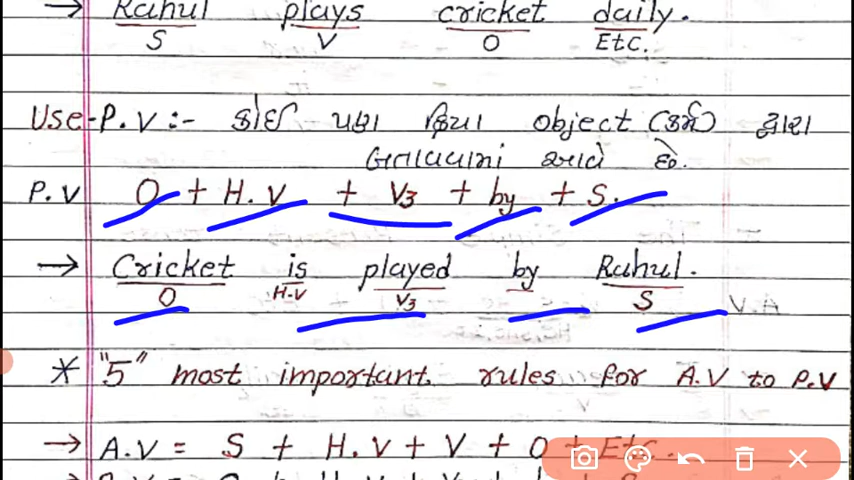 → Rahul plays cricket daily.
S V O Etc.
Use-P.V:- કોઈ પણ ક્રિયા object (કર્મ) દ્વારા
બતાવવાનાં આવે છે.
P.V O + H.V + V3 + by + S.
→ Cricket is played by Rahul.
O H.V V3 S
* "5" most important rules for A.V to P.V
→ A.V = S + H.V + V + O + Etc.